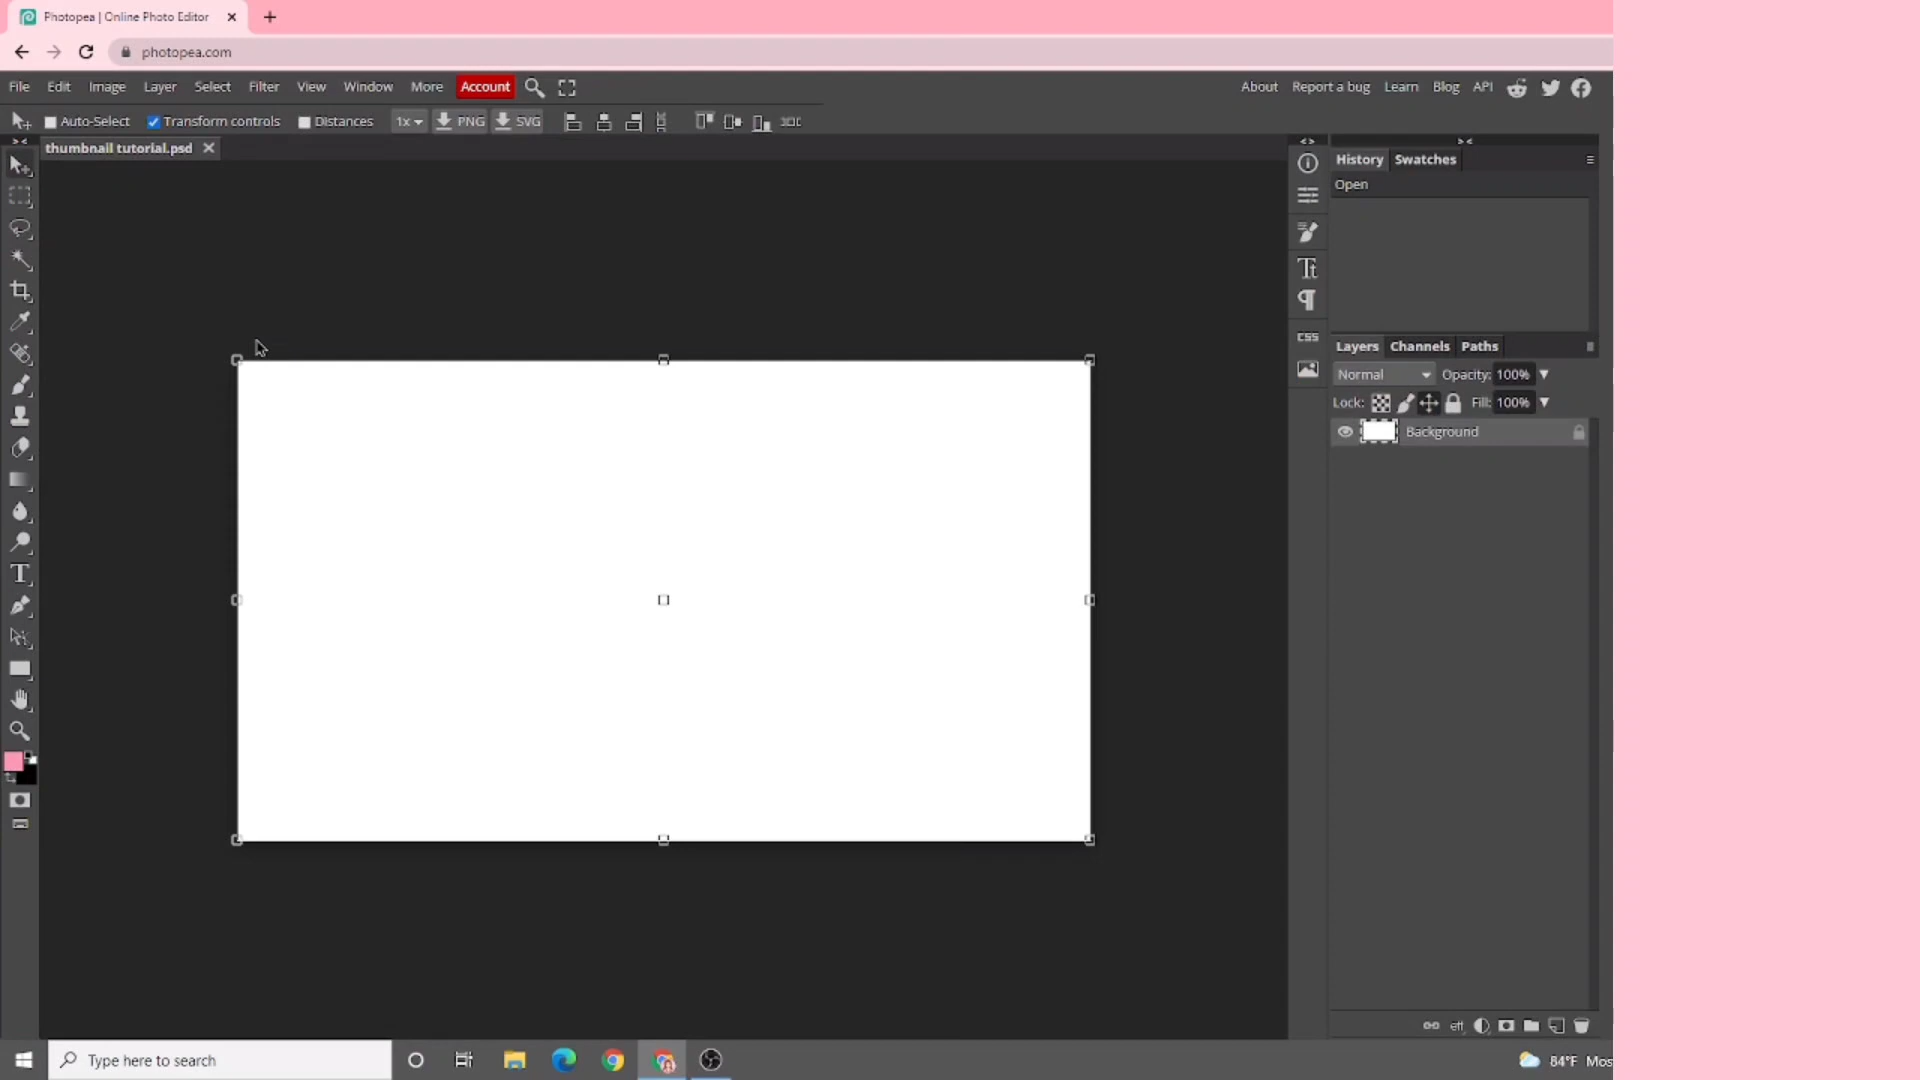 Photopea | Online Photo Editor
photopea.com
File Edit Image Layer Select Filter View Window More Account
About Report a bug Learn Blog API
Auto-Select Transform controls Distances 1x PNG SVG
thumbnail tutorial.psd
History Swatches
Open
Tt
CSS
Layers Channels Paths
Normal Opacity: 100%
Lock: Fill: 100%
Background
T
eff
Type here to search
84°F Mos